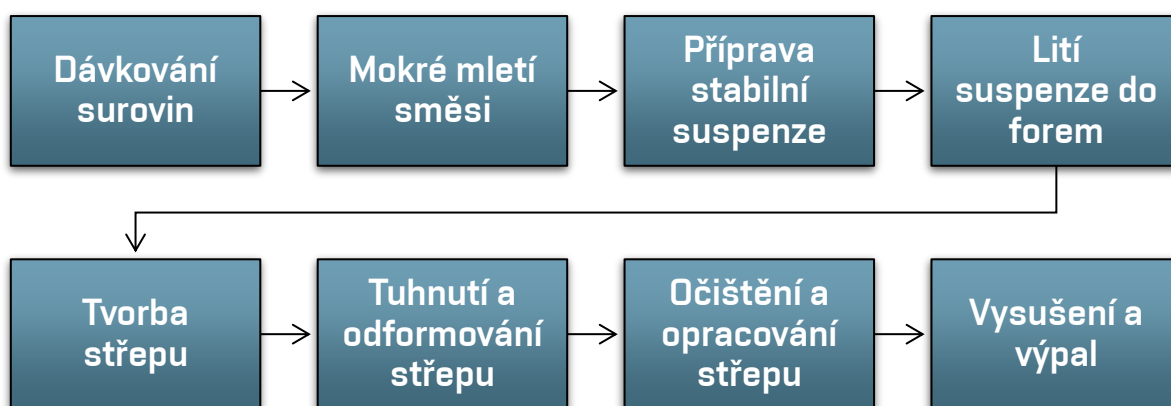 Dávkování
surovin
Mokré mletí
směsi
Příprava
stabilní
suspenze
Lití
suspenze do
forem
Tvorba
střepu
Tuhnutí a
odformování
střepu
Očištění a
opracování
střepu
Vysušení a
výpal